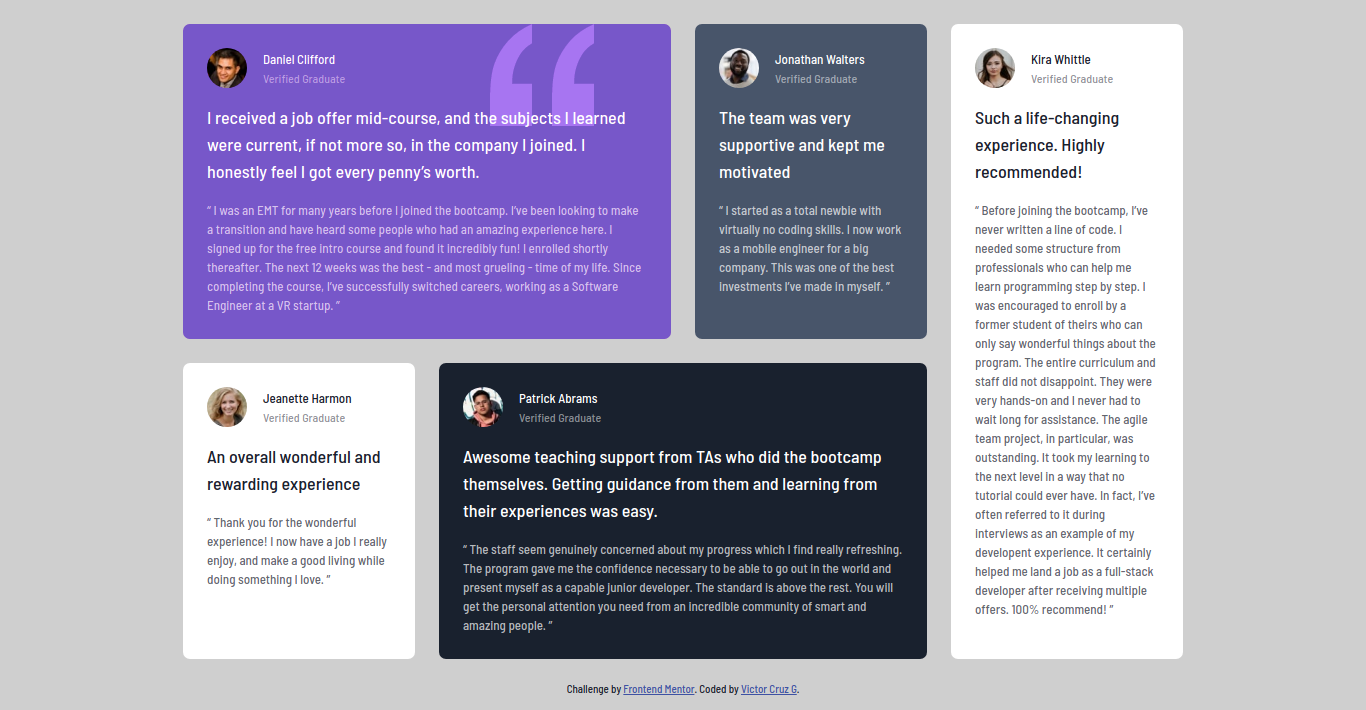 Daniel Clifford
Verified Graduate
I received a job offer mid-course, and the subjects I learned
were current, if not more so, in the company I joined. I
honestly feel I got every penny’s worth.
“ I was an EMT for many years before I joined the bootcamp. I’ve been looking to make
a transition and have heard some people who had an amazing experience here. I
signed up for the free intro course and found it incredibly fun! I enrolled shortly
thereafter. The next 12 weeks was the best - and most grueling - time of my life. Since
completing the course, I’ve successfully switched careers, working as a Software
Engineer at a VR startup. ”
Jonathan Walters
Verified Graduate
The team was very
supportive and kept me
motivated
“ I started as a total newbie with
virtually no coding skills. I now work
as a mobile engineer for a big
company. This was one of the best
investments I’ve made in myself. ”
Kira Whittle
Verified Graduate
Such a life-changing
experience. Highly
recommended!
“ Before joining the bootcamp, I’ve
never written a line of code. I
needed some structure from
professionals who can help me
learn programming step by step. I
was encouraged to enroll by a
former student of theirs who can
only say wonderful things about the
program. The entire curriculum and
staff did not disappoint. They were
very hands-on and I never had to
wait long for assistance. The agile
team project, in particular, was
outstanding. It took my learning to
the next level in a way that no
tutorial could ever have. In fact, I’ve
often referred to it during
interviews as an example of my
developent experience. It certainly
helped me land a job as a full-stack
developer after receiving multiple
offers. 100% recommend! ”
Jeanette Harmon
Verified Graduate
An overall wonderful and
rewarding experience
“ Thank you for the wonderful
experience! I now have a job I really
enjoy, and make a good living while
doing something I love. ”
Patrick Abrams
Verified Graduate
Awesome teaching support from TAs who did the bootcamp
themselves. Getting guidance from them and learning from
their experiences was easy.
“ The staff seem genuinely concerned about my progress which I find really refreshing.
The program gave me the confidence necessary to be able to go out in the world and
present myself as a capable junior developer. The standard is above the rest. You will
get the personal attention you need from an incredible community of smart and
amazing people. ”
Challenge by Frontend Mentor. Coded by Victor Cruz G.